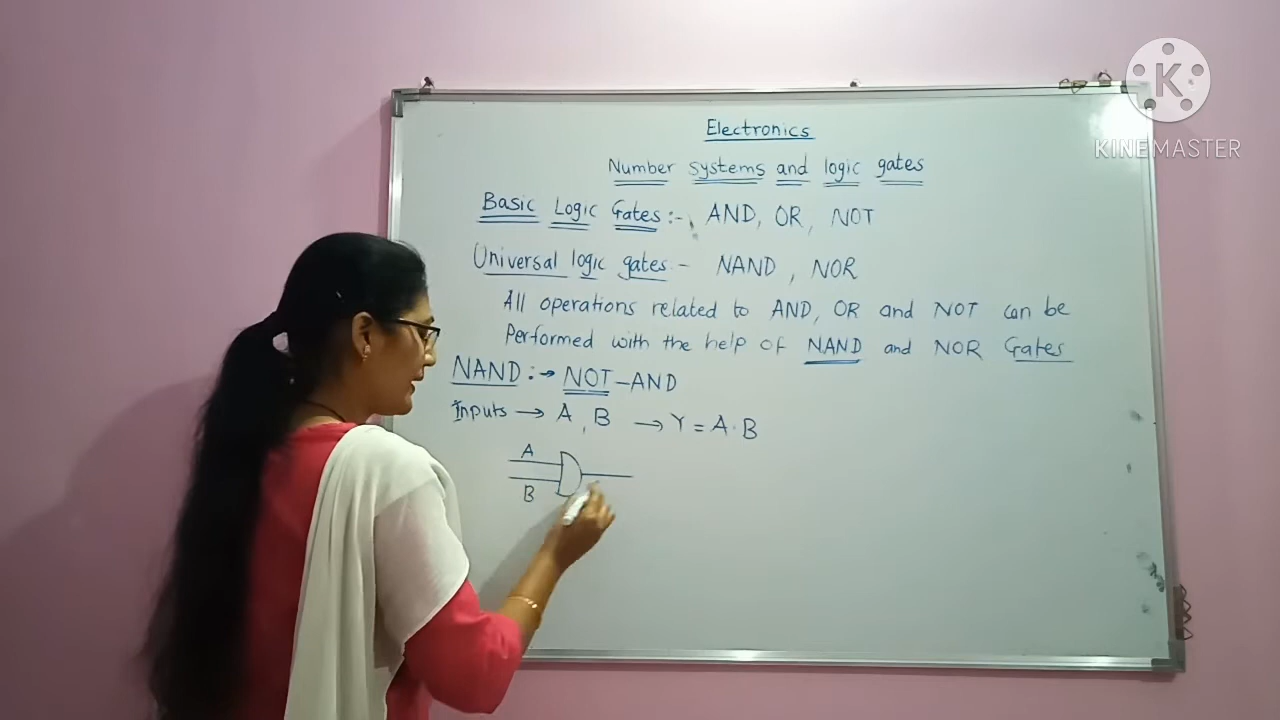 Electronics
Number systems and logic gates
Basic Logic Gates :- AND, OR, NOT
Universal logic gates - NAND, NOR
All operations related to AND, OR and NOT can be
Performed with the help of NAND and NOR Gates
NAND :→ NOT-AND
Inputs → A, B → Y = A·B
A
B
K
KINEMASTER